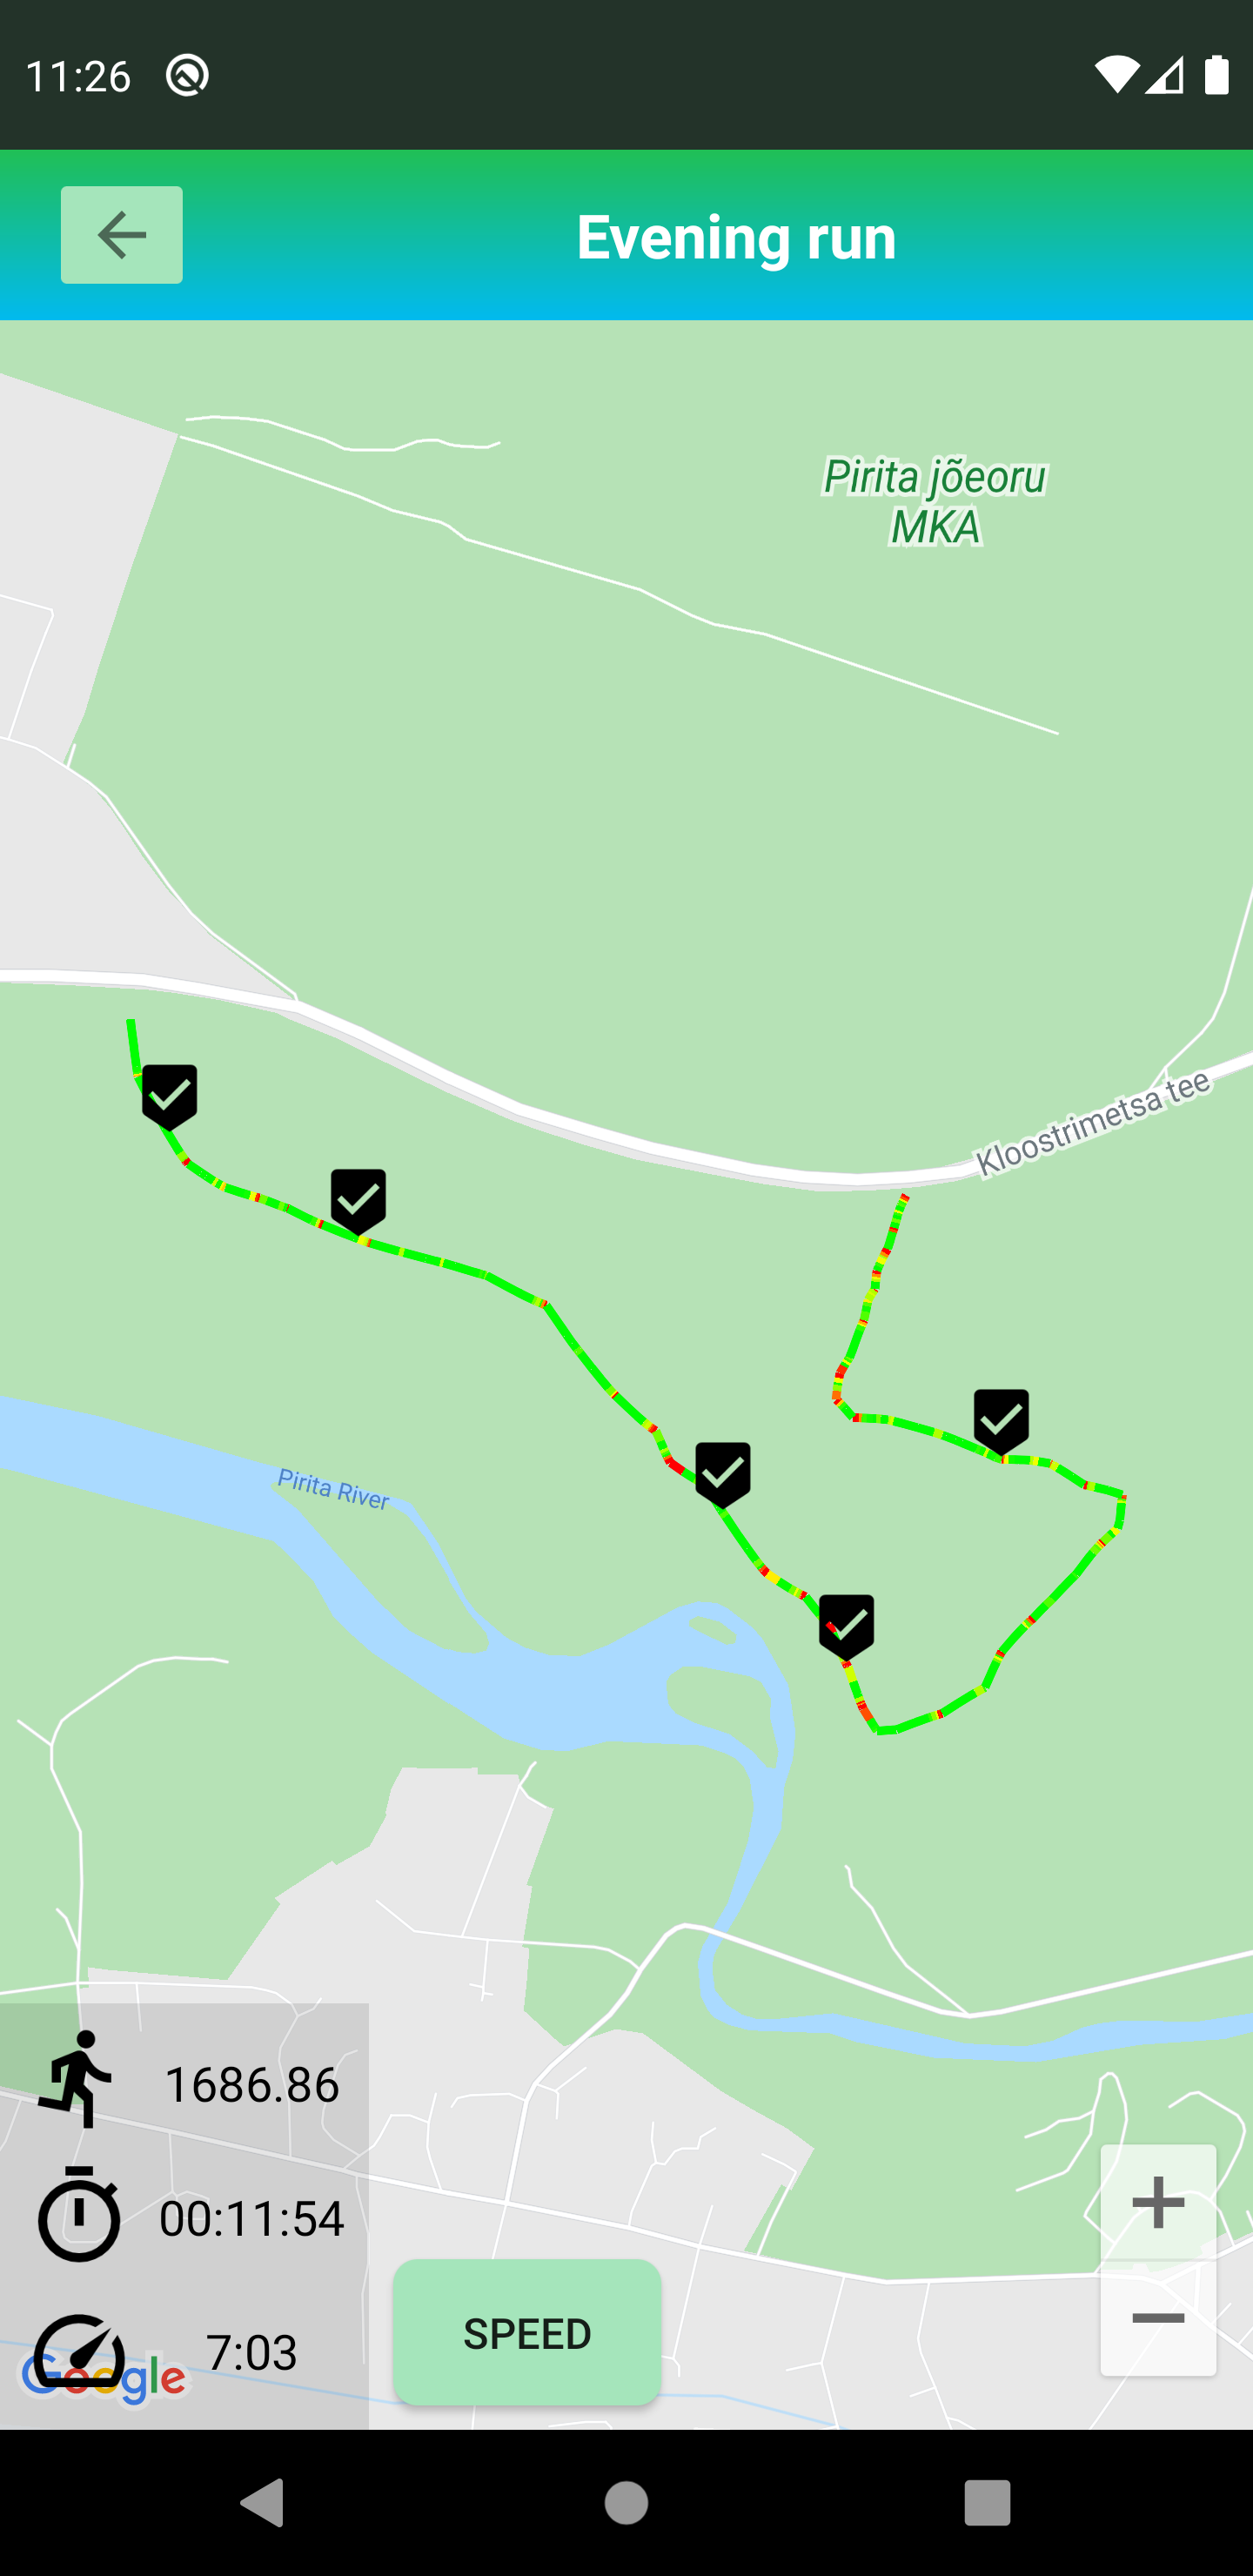 11:26
Evening run
Pirita jõeoru
MKA
Kloostrimetsa tee
Pirita River
1686.86
00:11:54
7:03
Google
SPEED
+
−